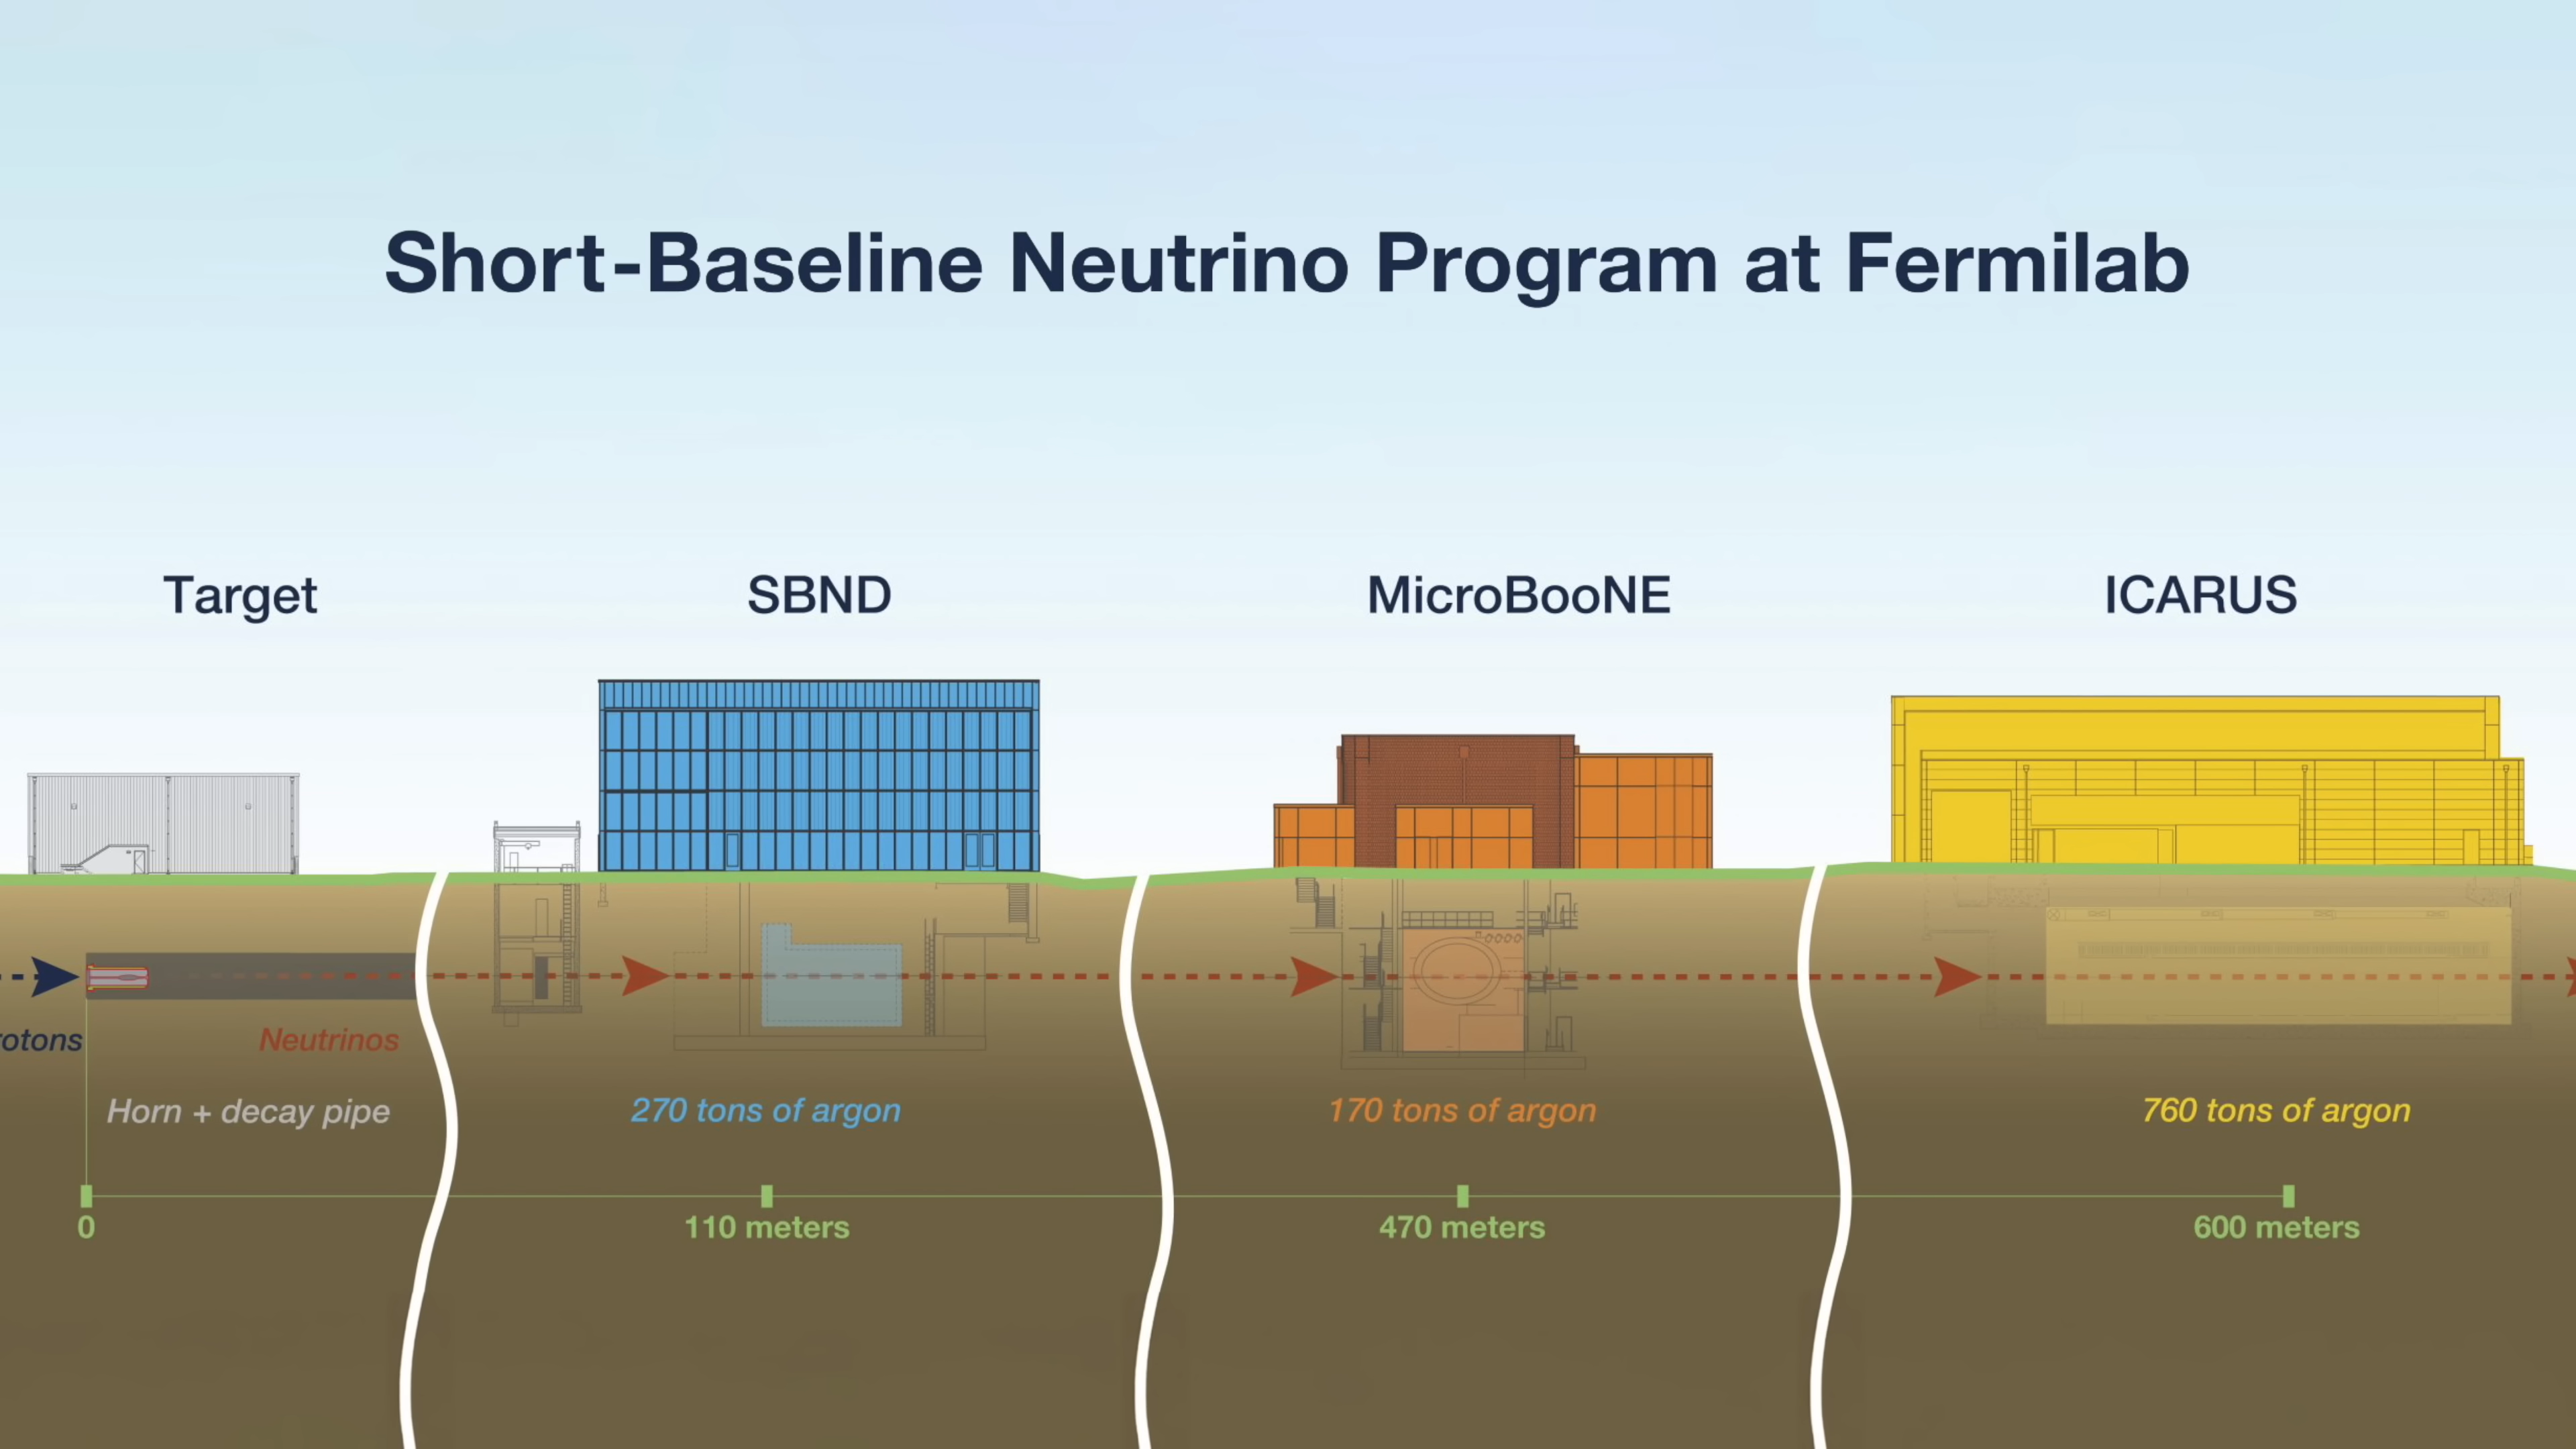 Short-Baseline Neutrino Program at Fermilab
Target
SBND
MicroBooNE
ICARUS
otons
Neutrinos
Horn + decay pipe
270 tons of argon
170 tons of argon
760 tons of argon
0
110 meters
470 meters
600 meters